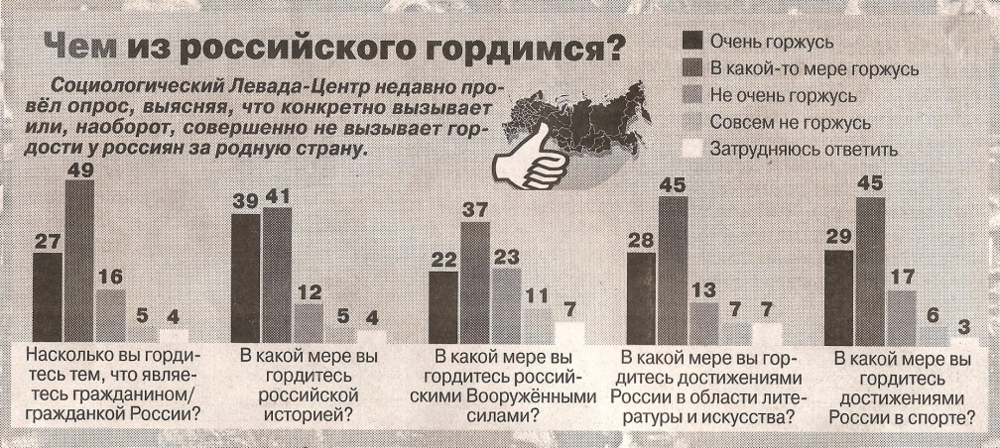 Чем из российского гордимся?
Социологический Левада-Центр недавно про-
вёл опрос, выясняя, что конкретно вызывает
или, наоборот, совершенно не вызывает гор-
дости у россиян за родную страну.
Очень горжусь
В какой-то мере горжусь
Не очень горжусь
Совсем не горжусь
Затрудняюсь ответить
27 49 16 5 4
39 41 12 5 4
22 37 23 11 7
28 45 13 7 7
29 45 17 6 3
Насколько вы горди-
тесь тем, что являе-
тесь гражданином/
гражданкой России?
В какой мере вы
гордитесь
российской
историей?
В какой мере вы
гордитесь россий-
скими Вооружёнными
силами?
В какой мере вы гор-
дитесь достижениями
России в области лите-
ратуры и искусства?
В какой мере вы
гордитесь
достижениями
России в спорте?